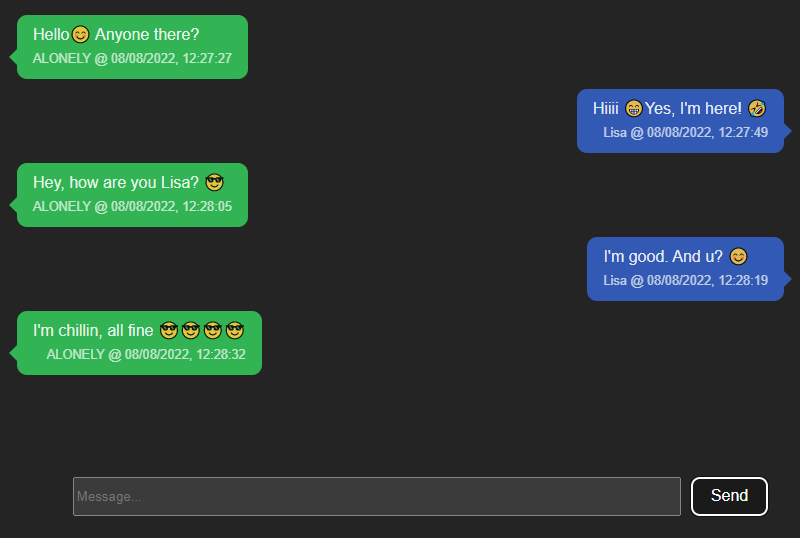 Hello😊 Anyone there?
ALONELY @ 08/08/2022, 12:27:27
Hiiii 😁Yes, I'm here! 🤣
Lisa @ 08/08/2022, 12:27:49
Hey, how are you Lisa? 😎
ALONELY @ 08/08/2022, 12:28:05
I'm good. And u? 😊
Lisa @ 08/08/2022, 12:28:19
I'm chillin, all fine 😎😎😎😎
ALONELY @ 08/08/2022, 12:28:32
Message...
Send